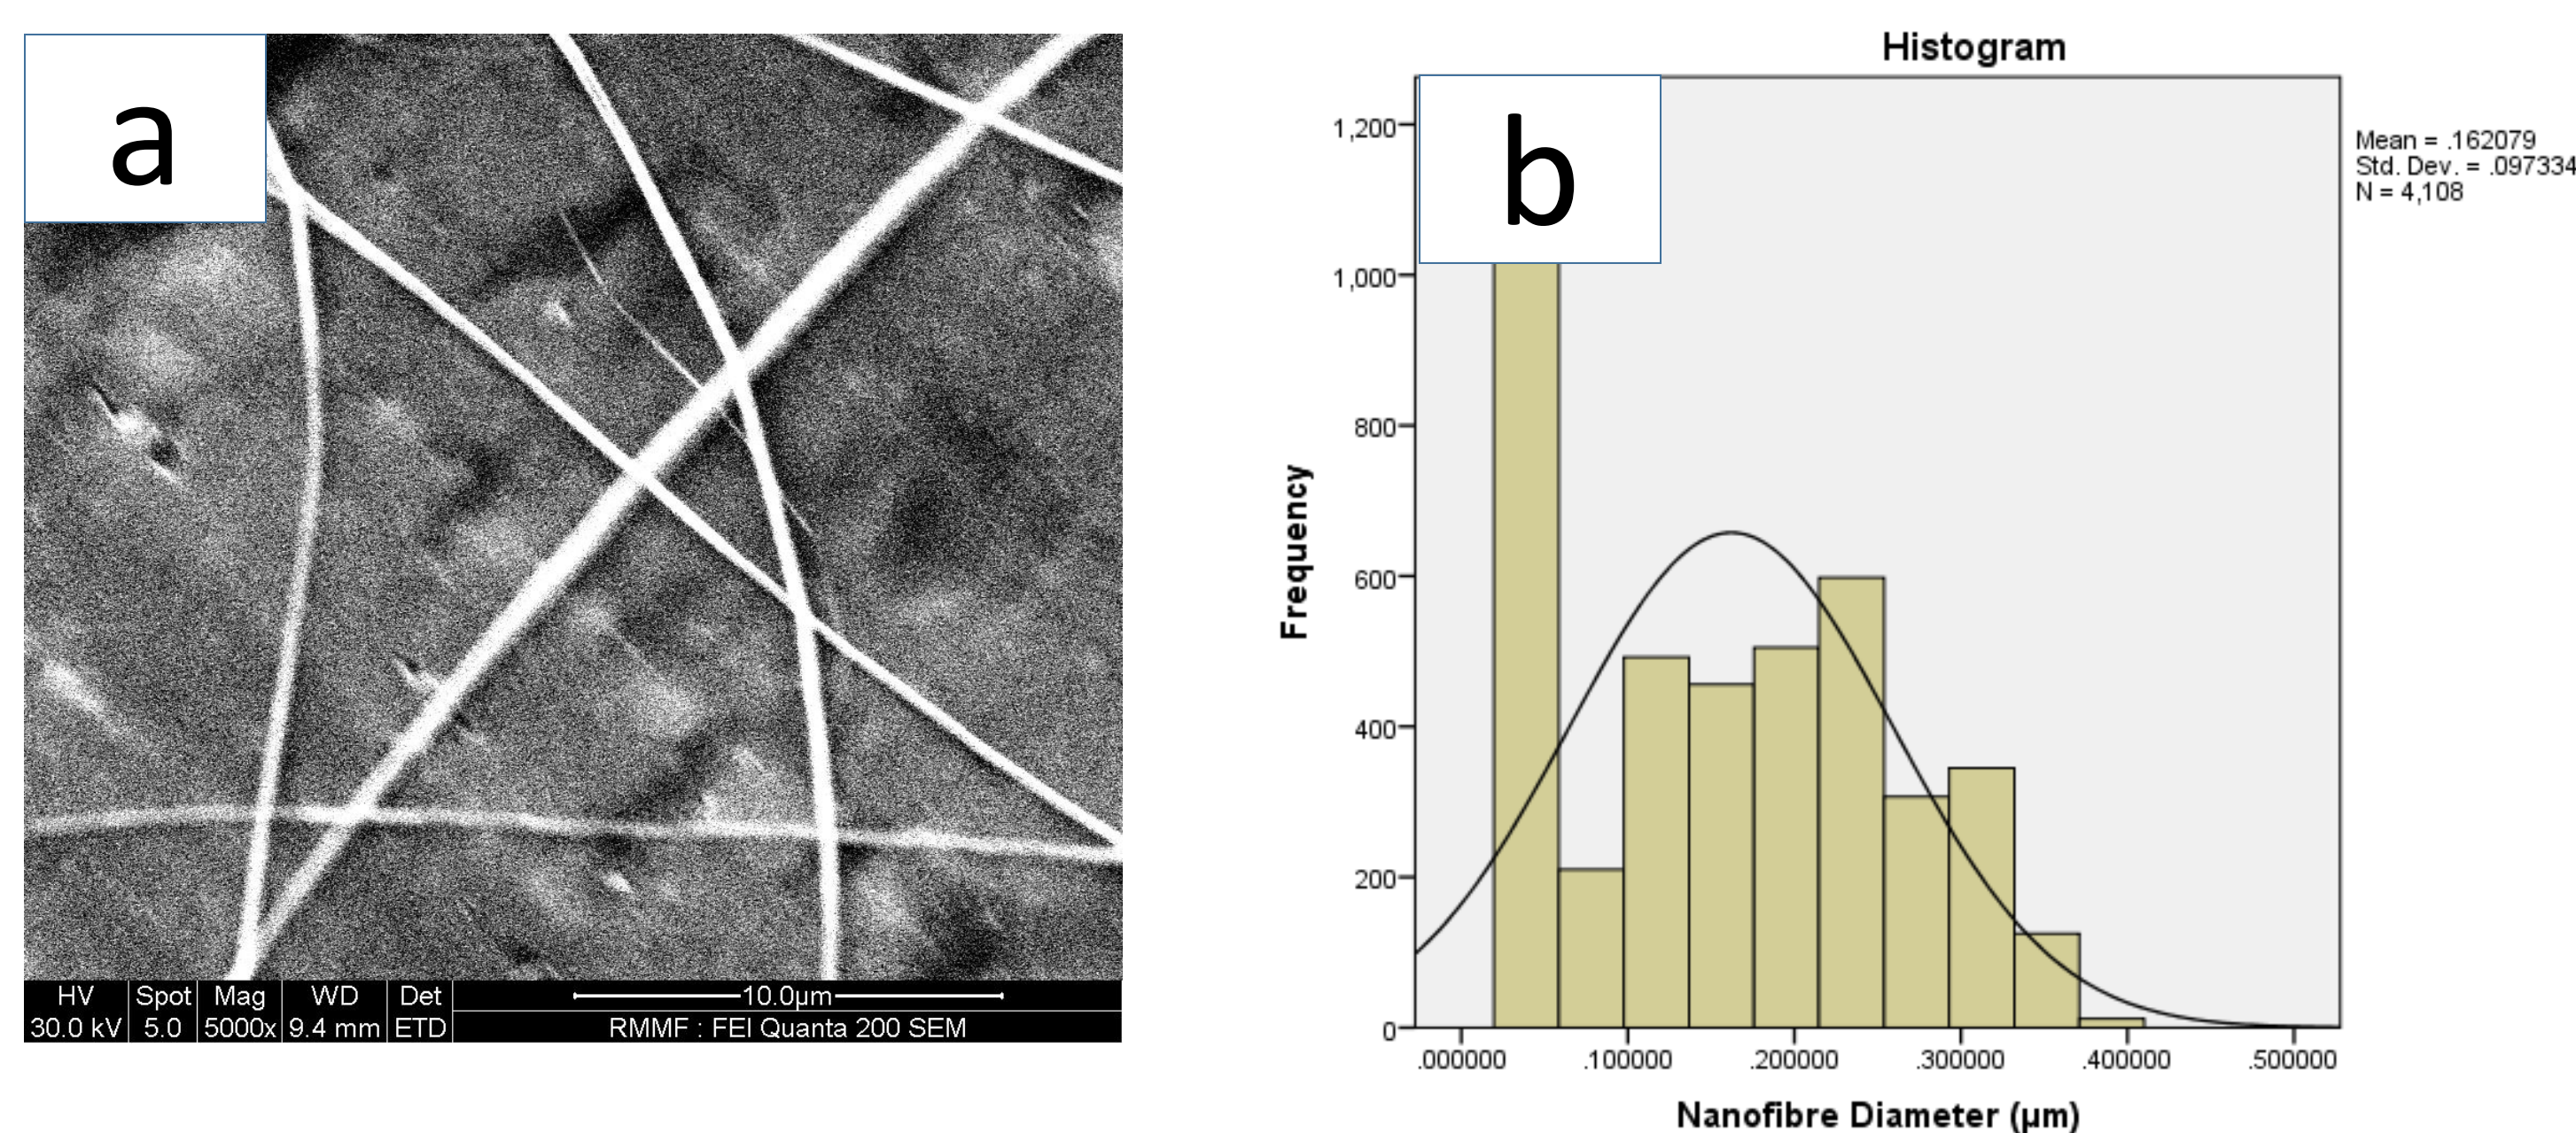 a
HV Spot Mag WD Det
30.0 kV 5.0 5000x 9.4 mm ETD
10.0µm
RMMF : FEI Quanta 200 SEM
Histogram
b
Frequency
1,200
1,000
800
600
400
200
0
.000000 .100000 .200000 .300000 .400000 .500000
Nanofibre Diameter (µm)
Mean = .162079
Std. Dev. = .097334
N = 4,108